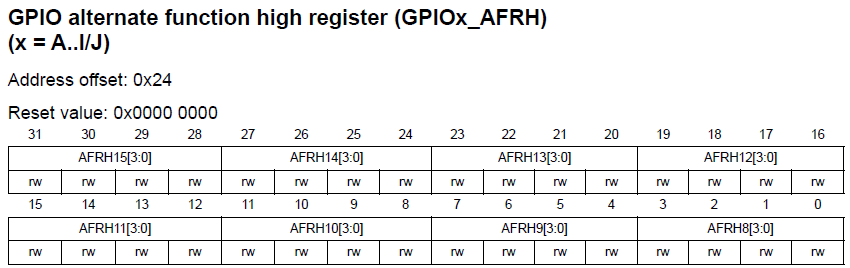 GPIO alternate function high register (GPIOx_AFRH)
(x = A..I/J)
Address offset: 0x24
Reset value: 0x0000 0000
31 30 29 28 27 26 25 24 23 22 21 20 19 18 17 16
AFRH15[3:0] AFRH14[3:0] AFRH13[3:0] AFRH12[3:0]
rw rw rw rw rw rw rw rw rw rw rw rw rw rw rw rw
15 14 13 12 11 10 9 8 7 6 5 4 3 2 1 0
AFRH11[3:0] AFRH10[3:0] AFRH9[3:0] AFRH8[3:0]
rw rw rw rw rw rw rw rw rw rw rw rw rw rw rw rw